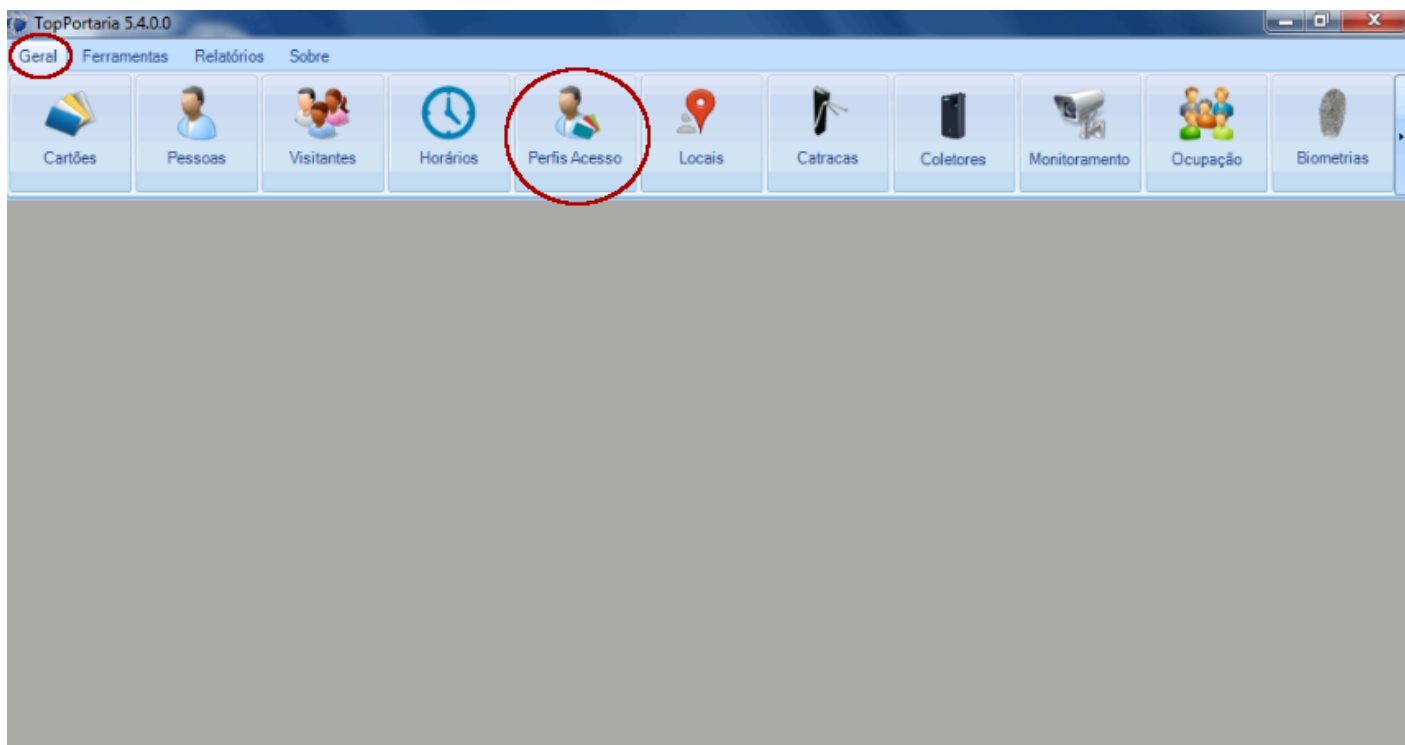 TopPortaria 5.4.0.0
Geral Ferramentas Relatórios Sobre
Cartões Pessoas Visitantes Horários Perfis Acesso Locais Catracas Coletores Monitoramento Ocupação Biometrias